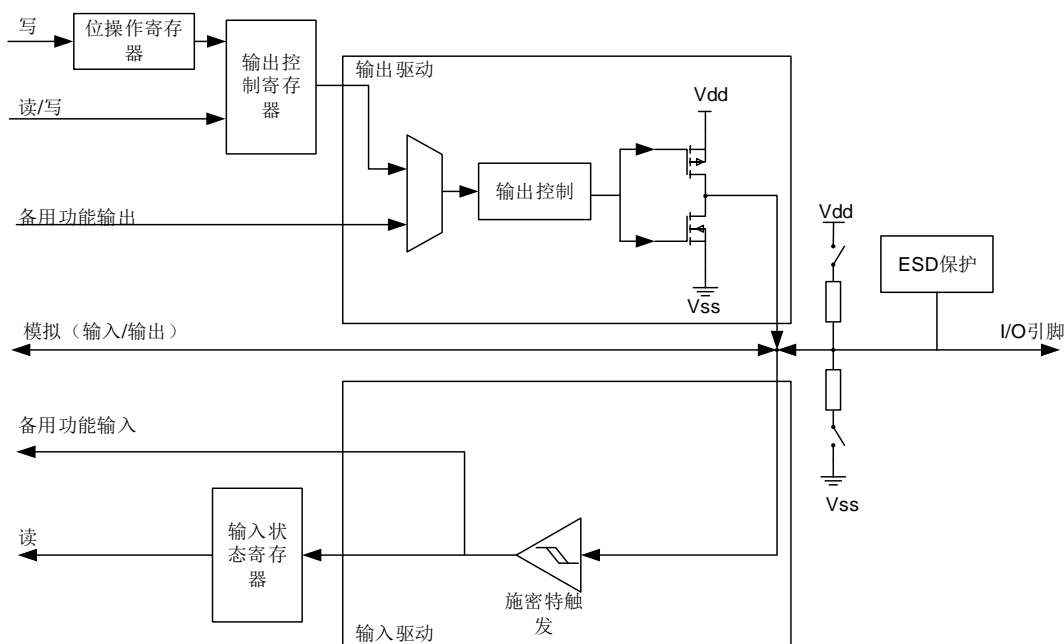 写
位操作寄存
器
输出控
制寄存
器
读/写
备用功能输出
输出驱动
输出控制
Vdd
Vss
Vdd
ESD保护
模拟（输入/输出）
I/O引脚
Vss
备用功能输入
读
输入状
态寄存
器
施密特触
发
输入驱动